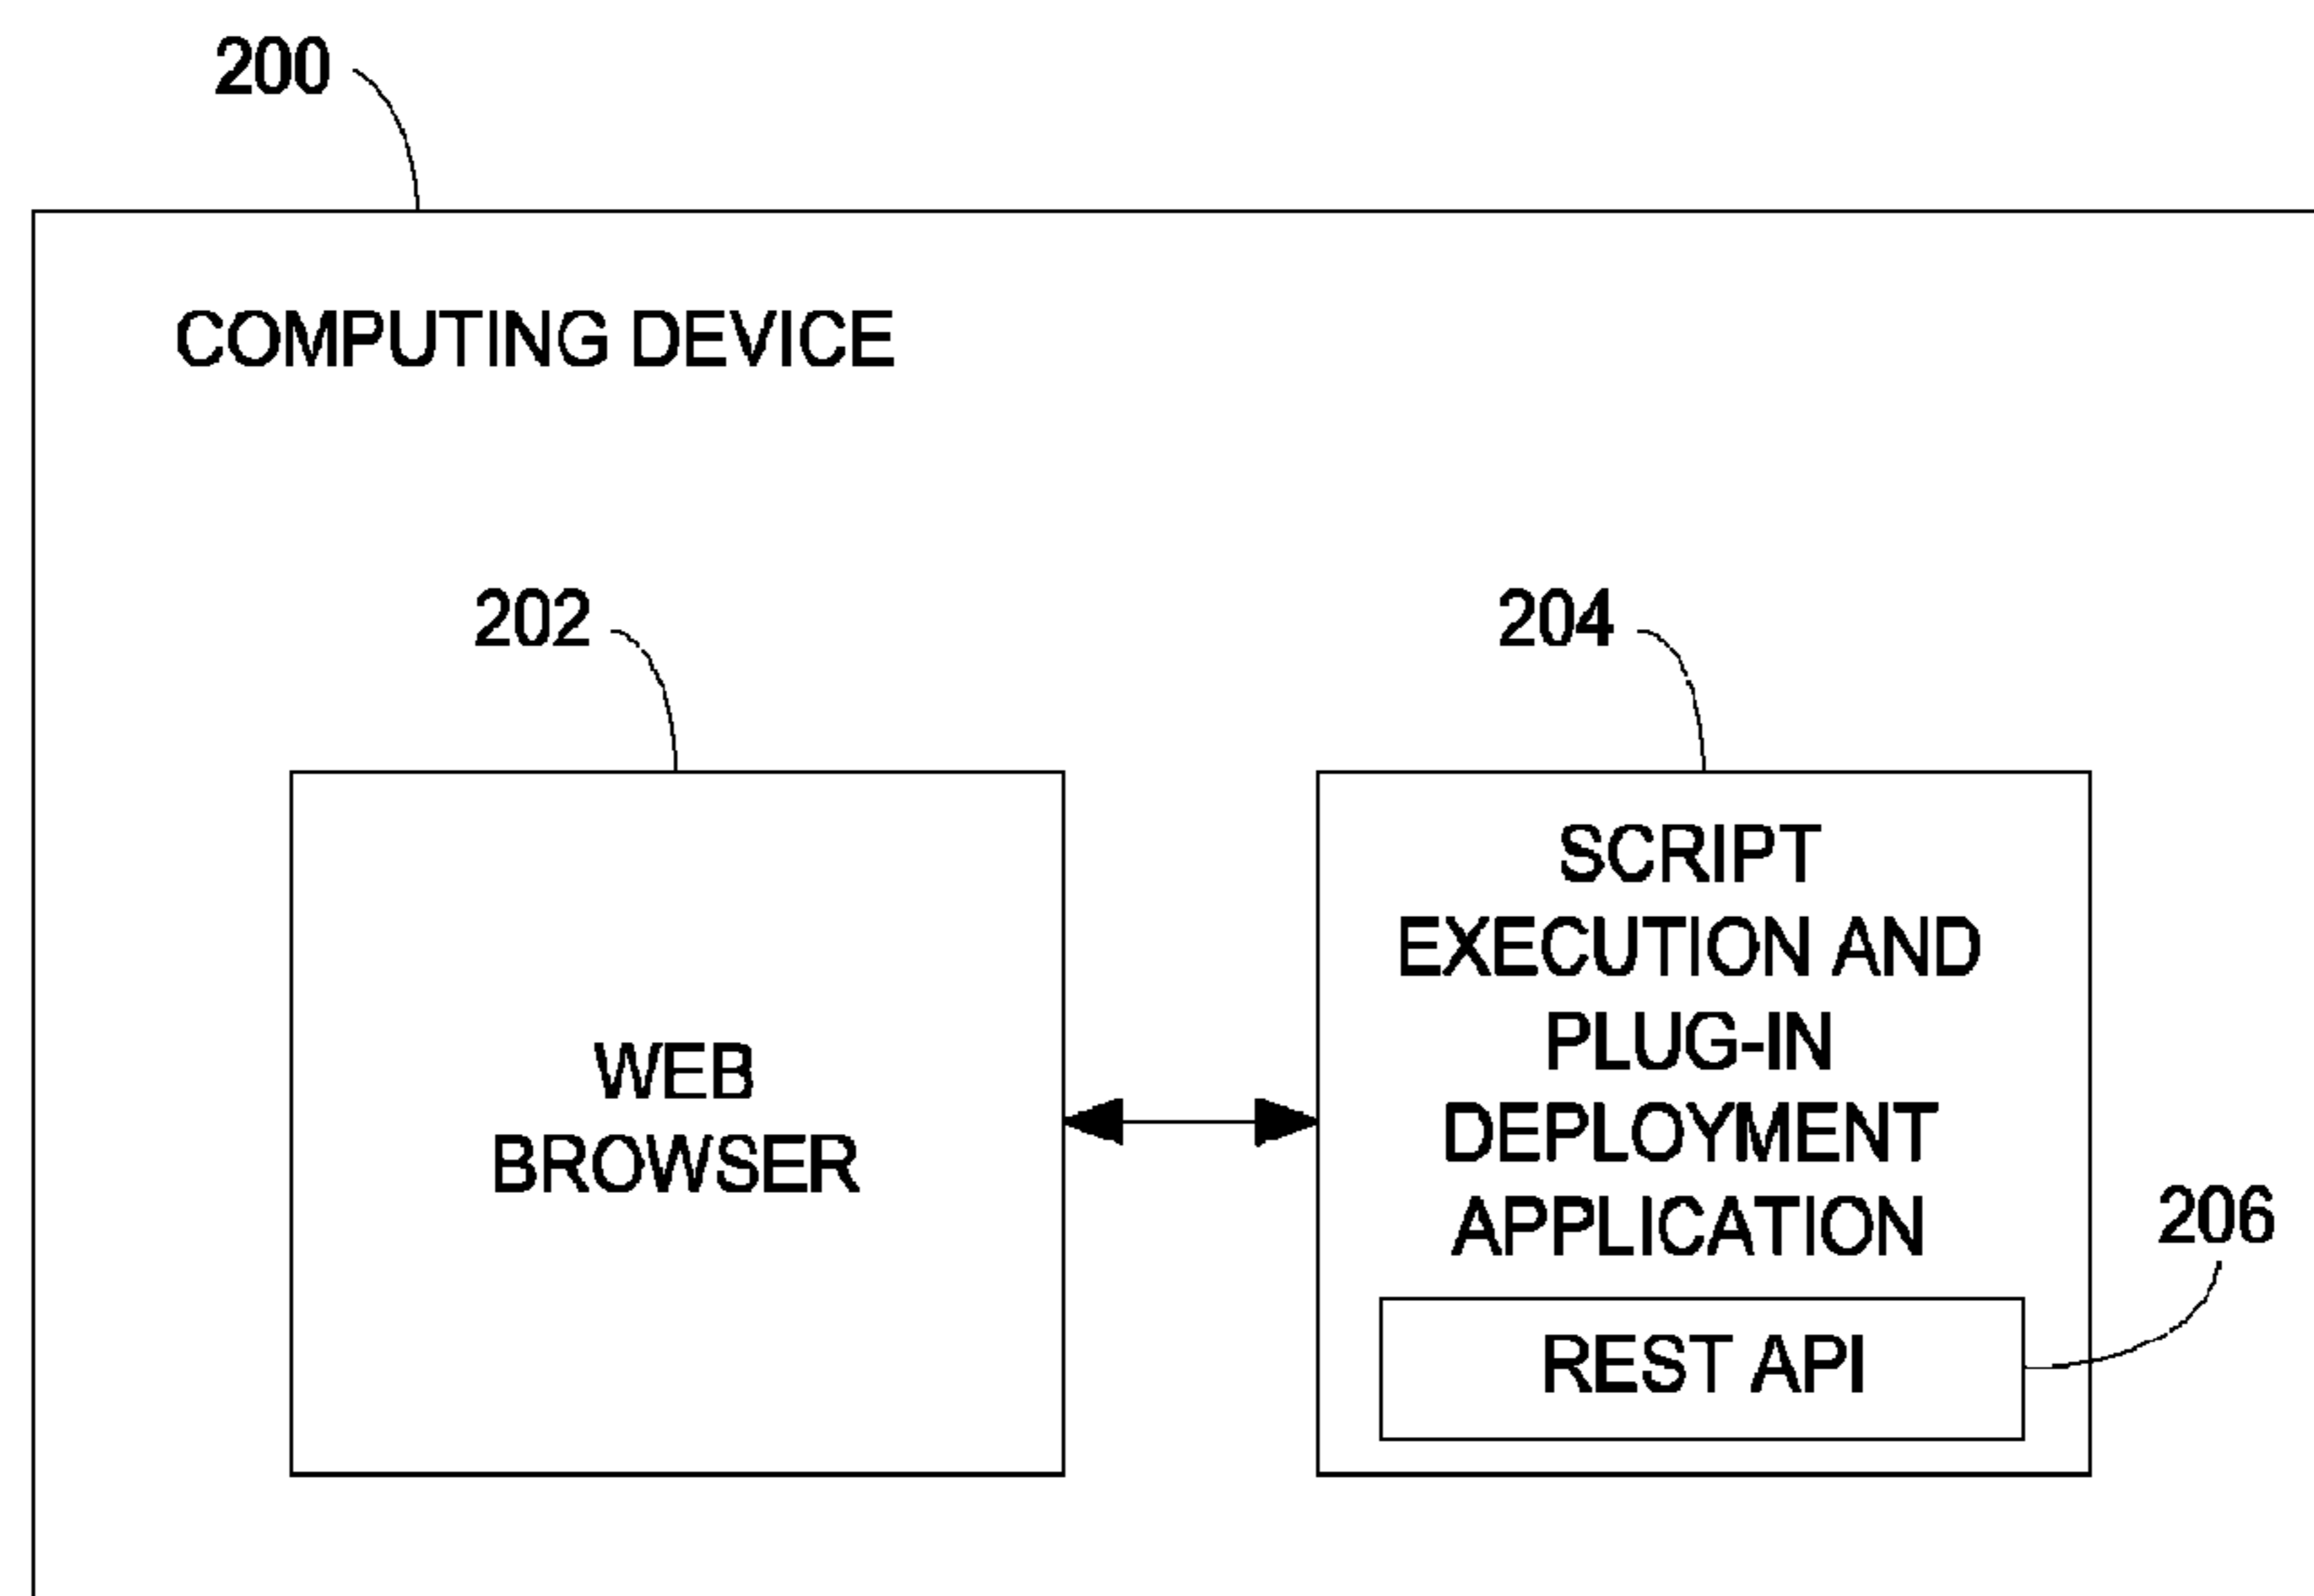 200
COMPUTING DEVICE
202
204
WEB
BROWSER
SCRIPT
EXECUTION AND
PLUG-IN
DEPLOYMENT
APPLICATION
206
REST API